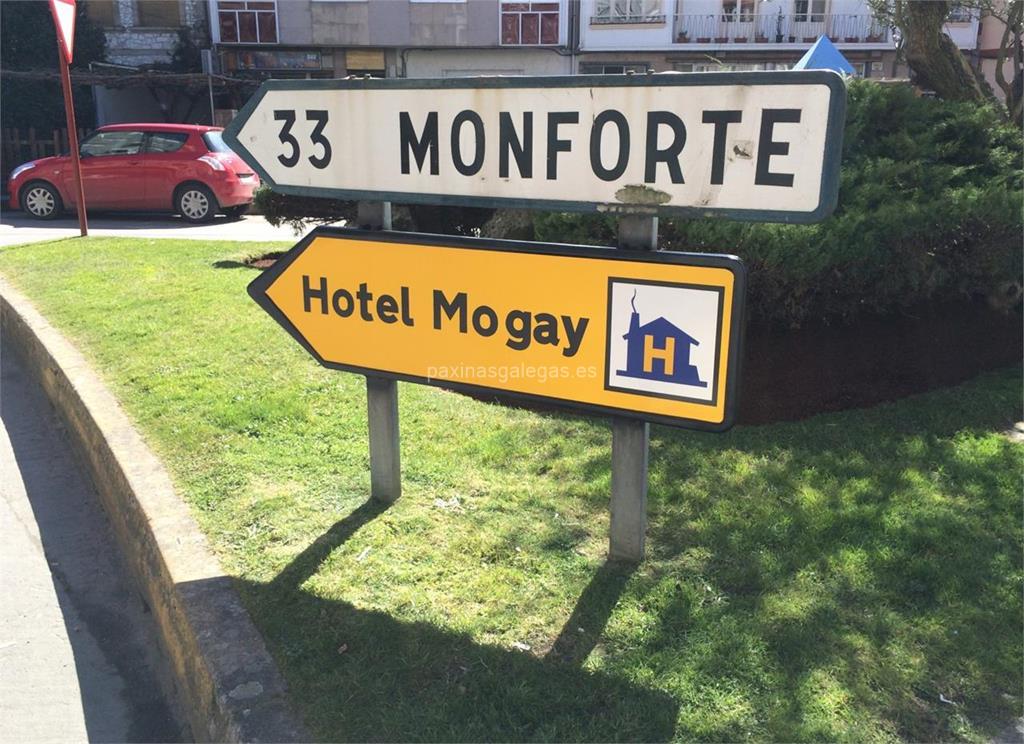 33 MONFORTE
Hotel Mogay
H
paxinasgalegas.es